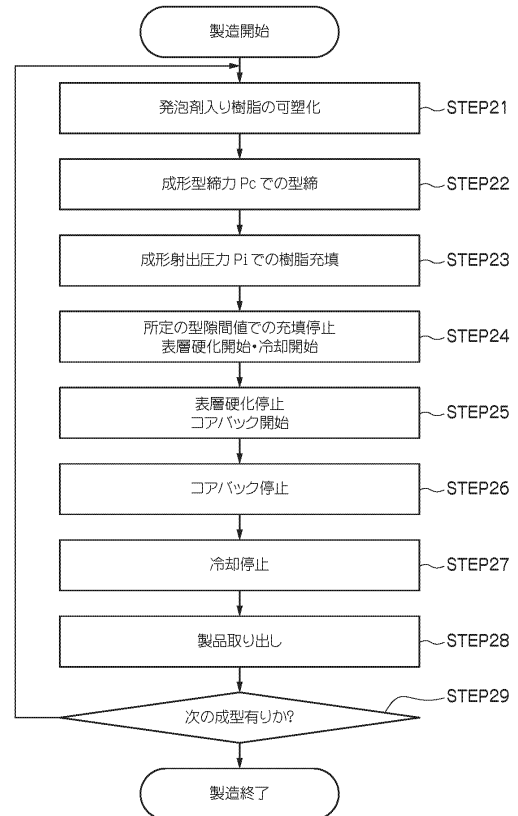 製造開始
発泡剤入り樹脂の可塑化
STEP21
成形型締力 Pc での型締
STEP22
成形射出圧力 Pi での樹脂充填
STEP23
所定の型隙間値での充填停止
表層硬化開始・冷却開始
STEP24
表層硬化停止
コアバック開始
STEP25
コアバック停止
STEP26
冷却停止
STEP27
製品取り出し
STEP28
STEP29
次の成型有りか?
製造終了